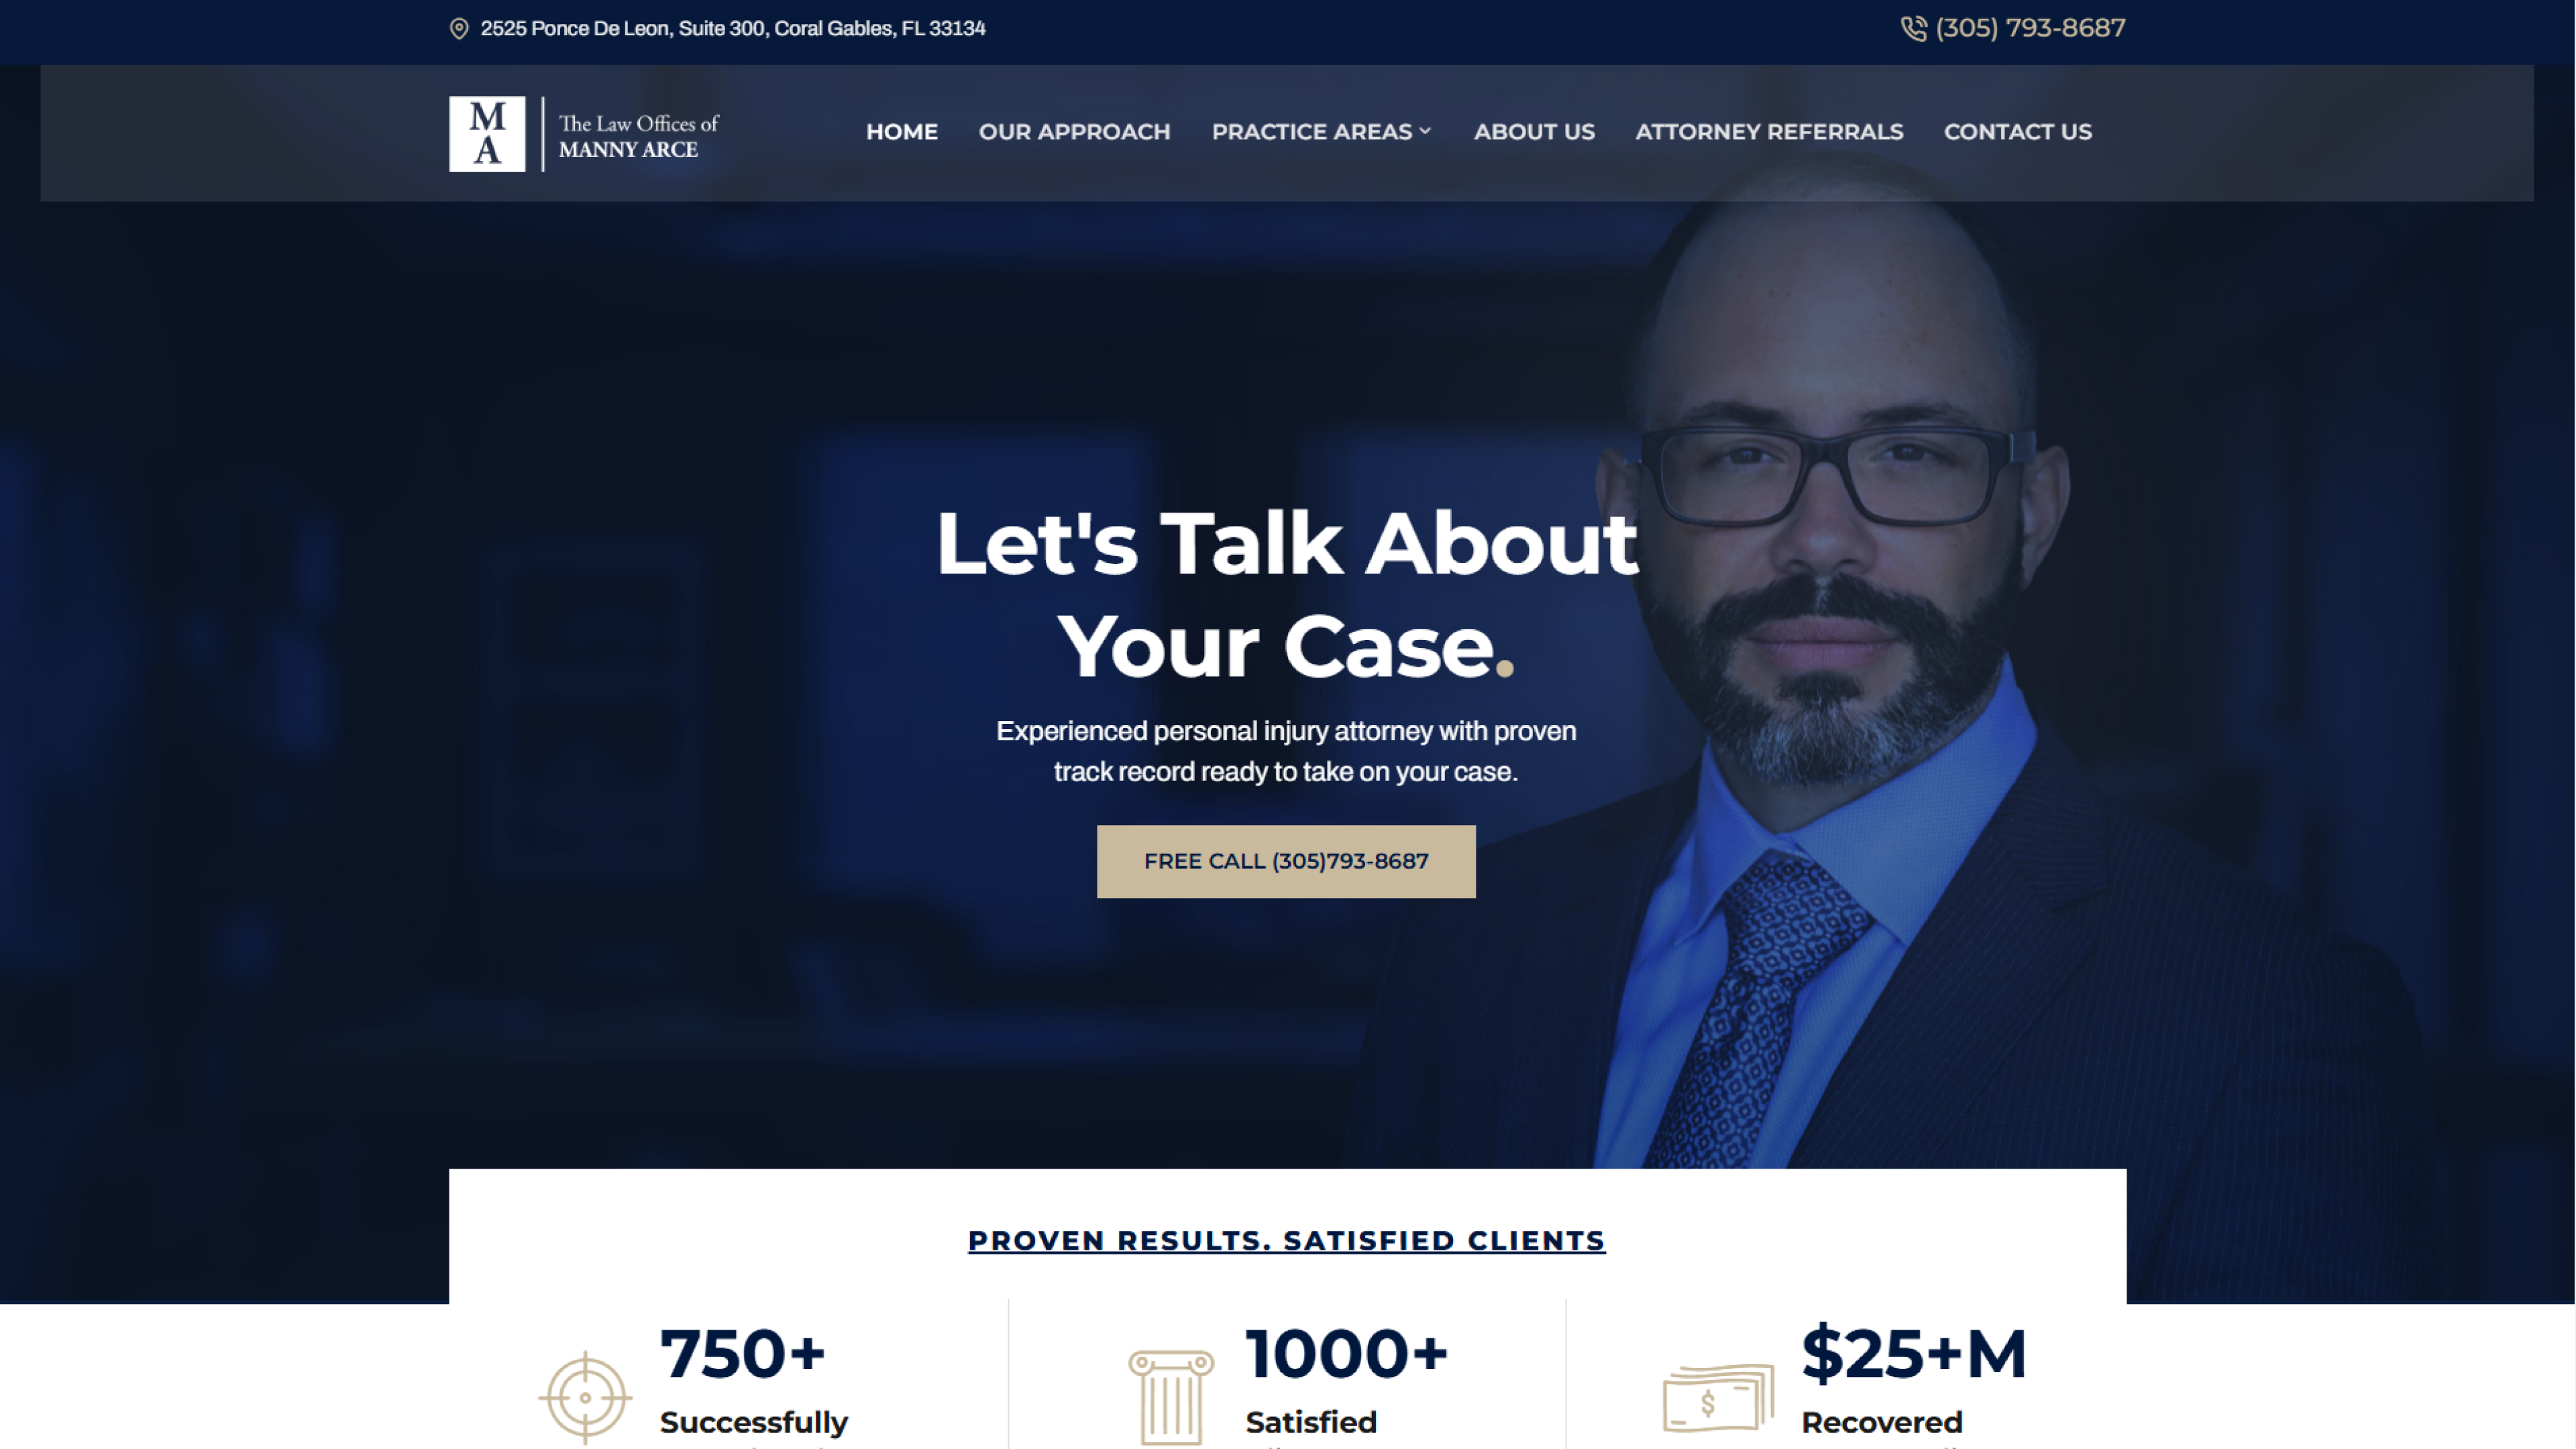 2525 Ponce De Leon, Suite 300, Coral Gables, FL 33134
(305) 793-8687
M
A
The Law Offices of
MANNY ARCE
HOME OUR APPROACH PRACTICE AREAS ABOUT US ATTORNEY REFERRALS CONTACT US
Let's Talk About
Your Case.
Experienced personal injury attorney with proven
track record ready to take on your case.
FREE CALL (305)793-8687
PROVEN RESULTS. SATISFIED CLIENTS
750+
Successfully
1000+
Satisfied
$
$25+M
Recovered